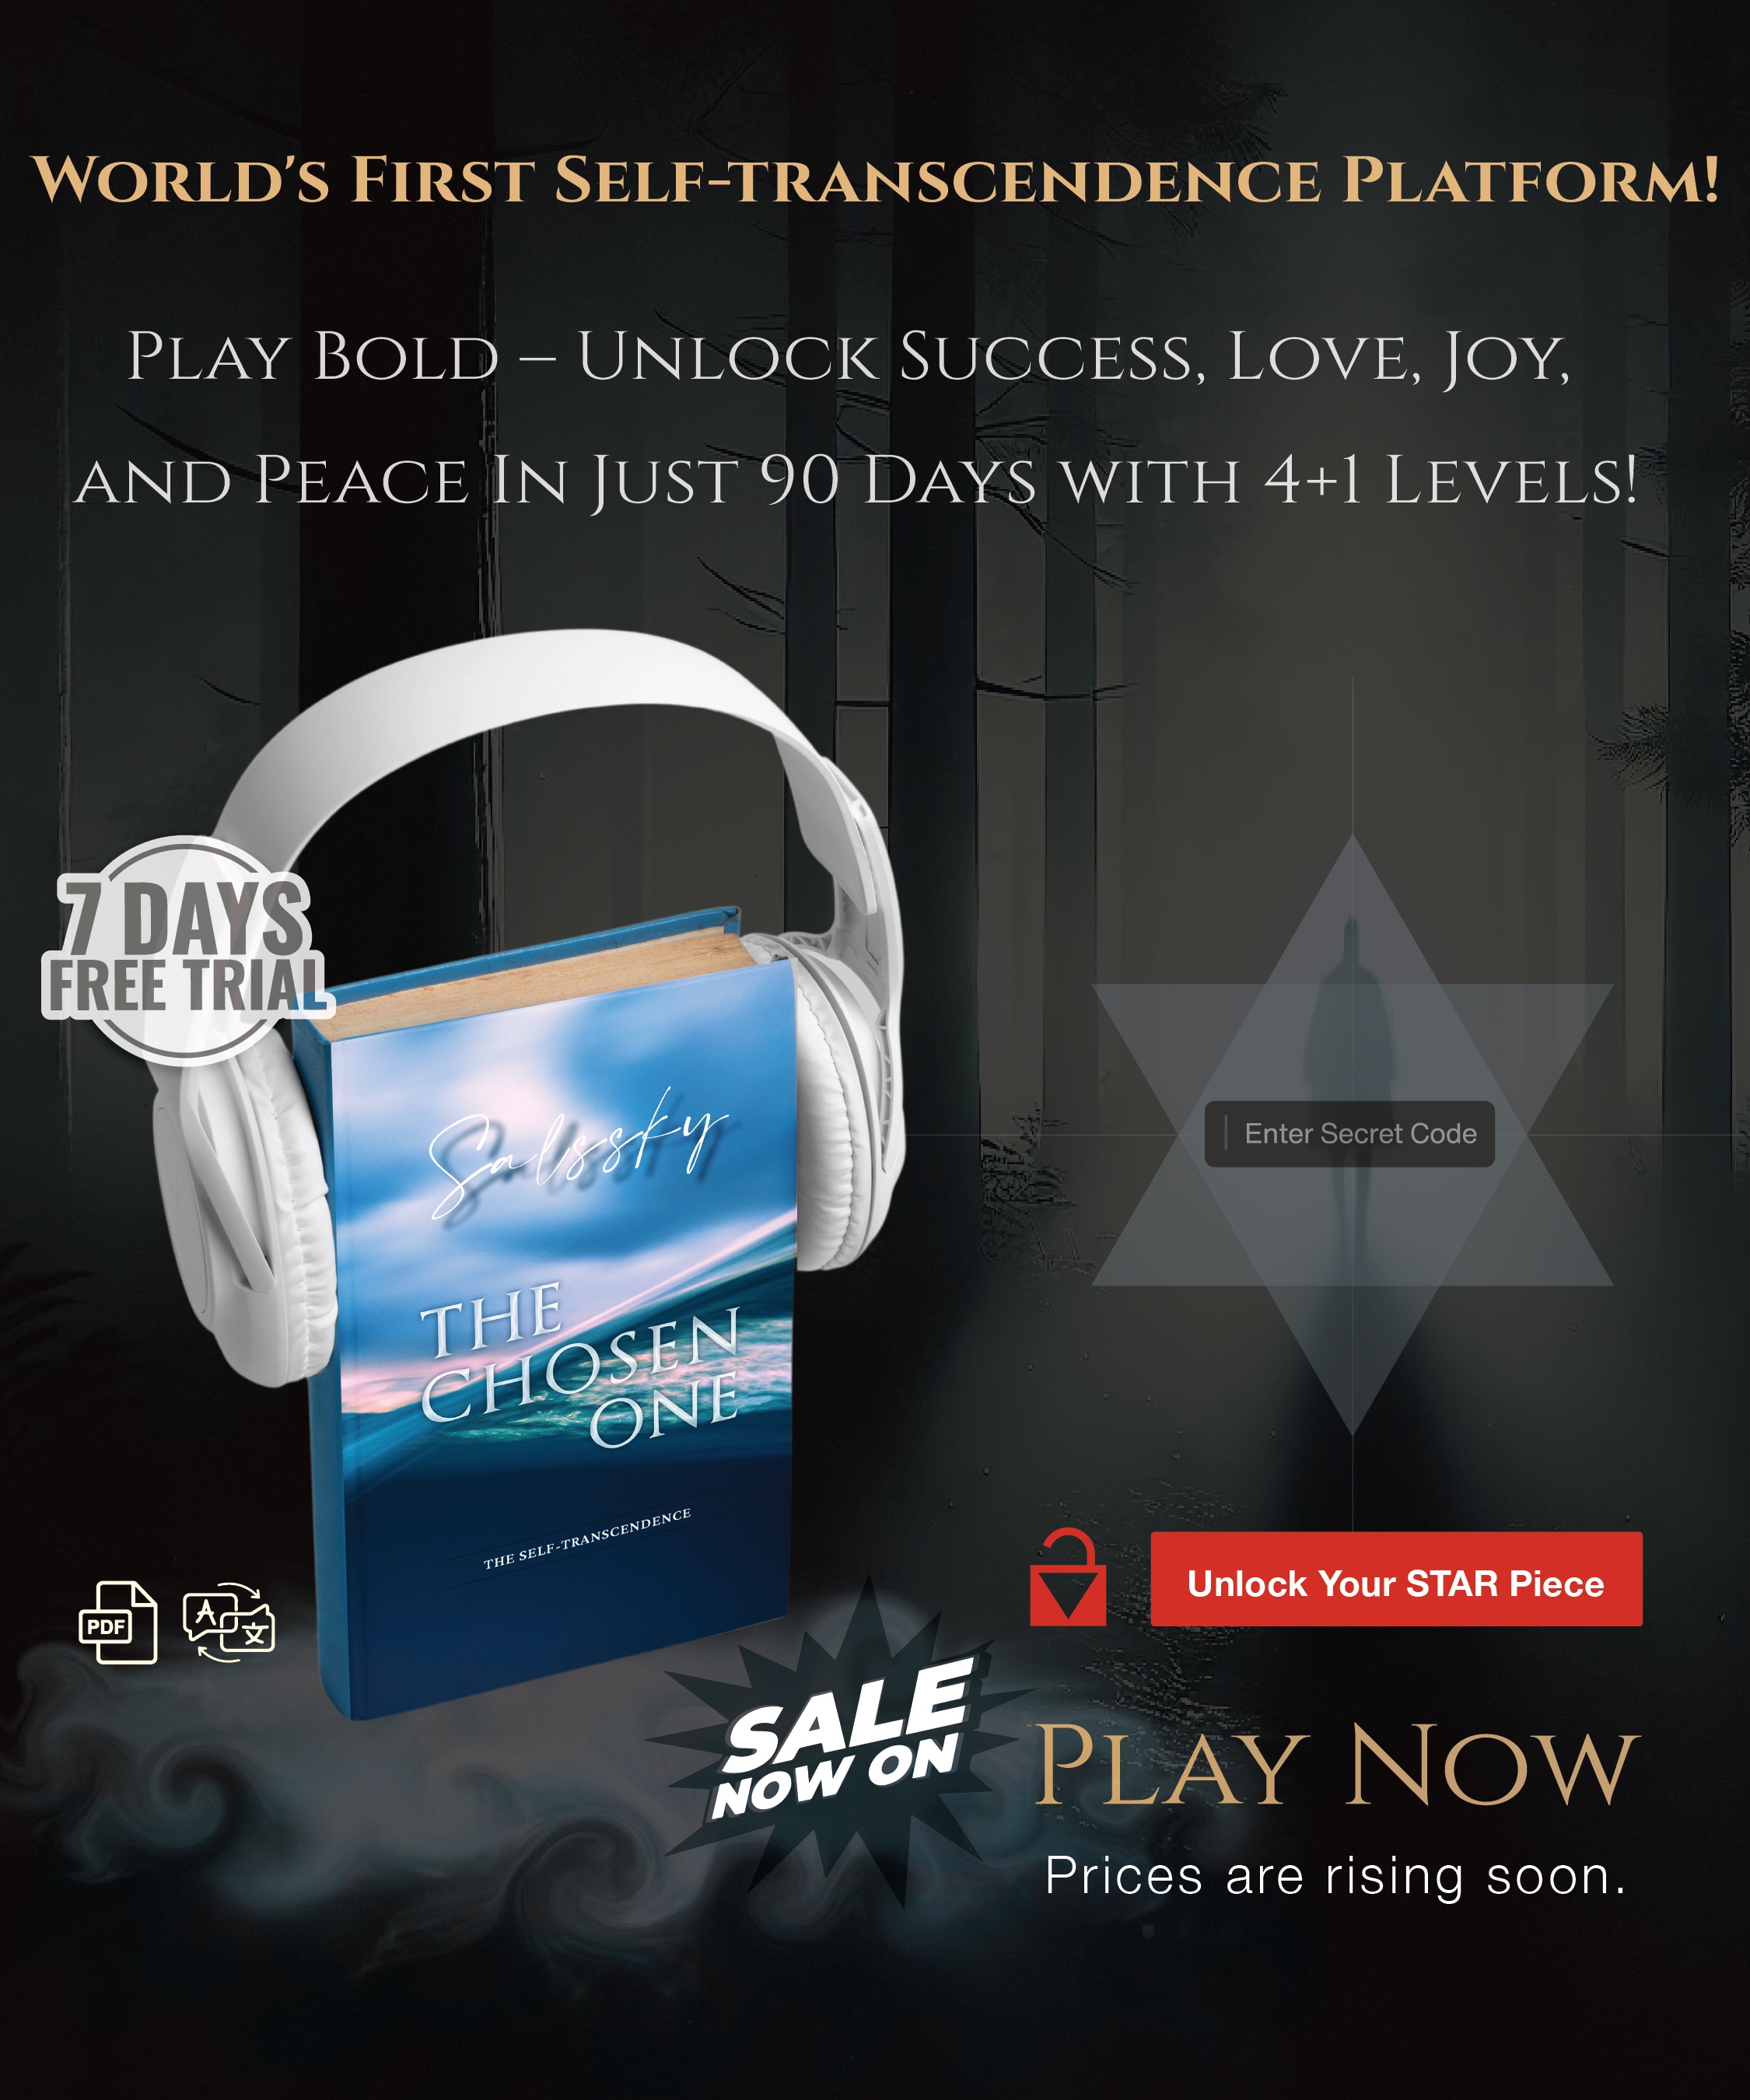 World's First Self-transcendence Platform!
Play Bold – Unlock Success, Love, Joy,
and Peace In Just 90 Days with 4+1 Levels!
7 DAYS
FREE TRIAL
Salssky
THE
CHOSEN
ONE
THE SELF-TRANSCENDENCE
Enter Secret Code
PDF
A 文
Unlock Your STAR Piece
SALE
NOW ON
Play Now
Prices are rising soon.